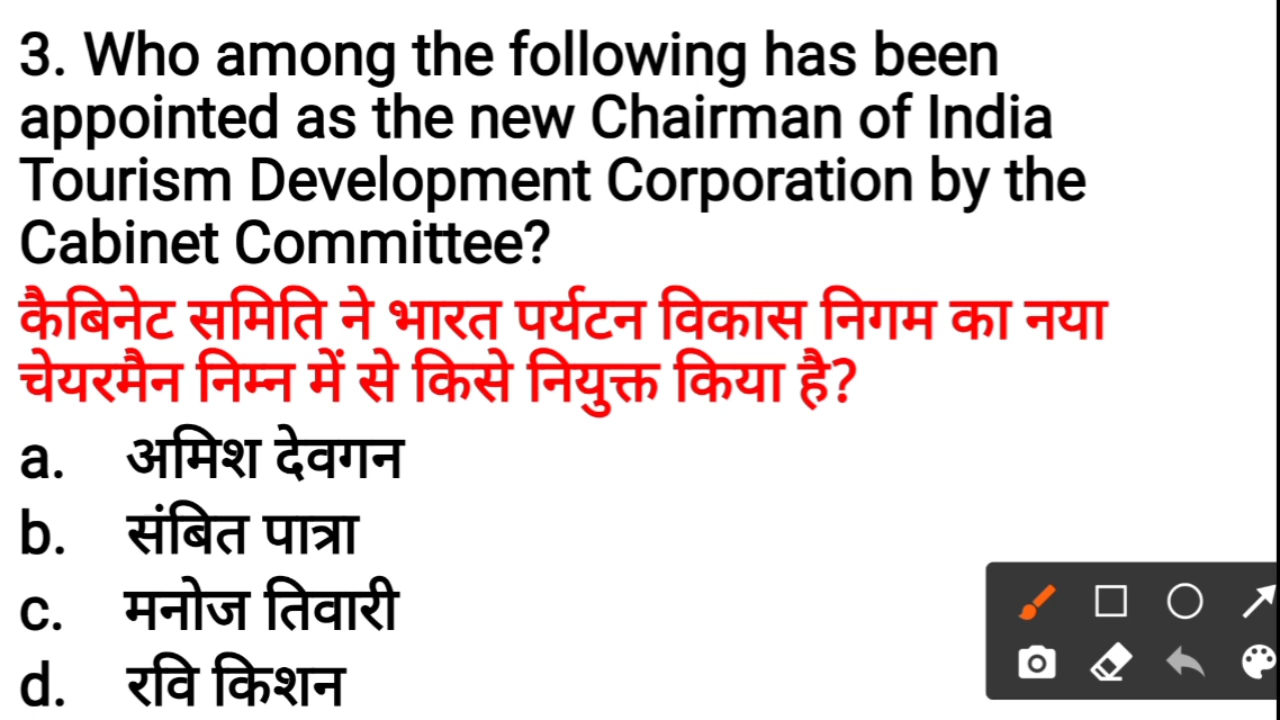 3. Who among the following has been
appointed as the new Chairman of India
Tourism Development Corporation by the
Cabinet Committee?
कैबिनेट समिति ने भारत पर्यटन विकास निगम का नया
चेयरमैन निम्न में से किसे नियुक्त किया है?
a. अमिश देवगन
b. संबित पात्रा
c. मनोज तिवारी
d. रवि किशन